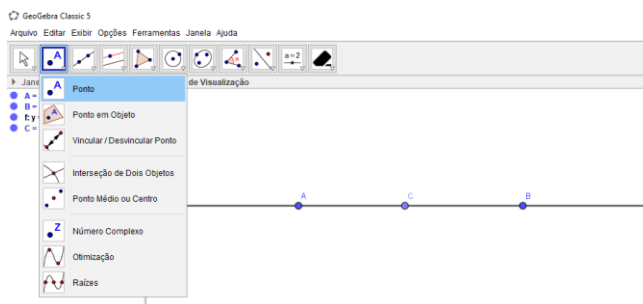 GeoGebra Classic 5
Arquivo Editar Exibir Opções Ferramentas Janela Ajuda
A
a=2
Jane
de Visualização
A =
B =
f: y
C =
A Ponto
A Ponto em Objeto
Vincular / Desvincular Ponto
Interseção de Dois Objetos
Ponto Médio ou Centro
Z Número Complexo
Otimização
Raízes
A C B